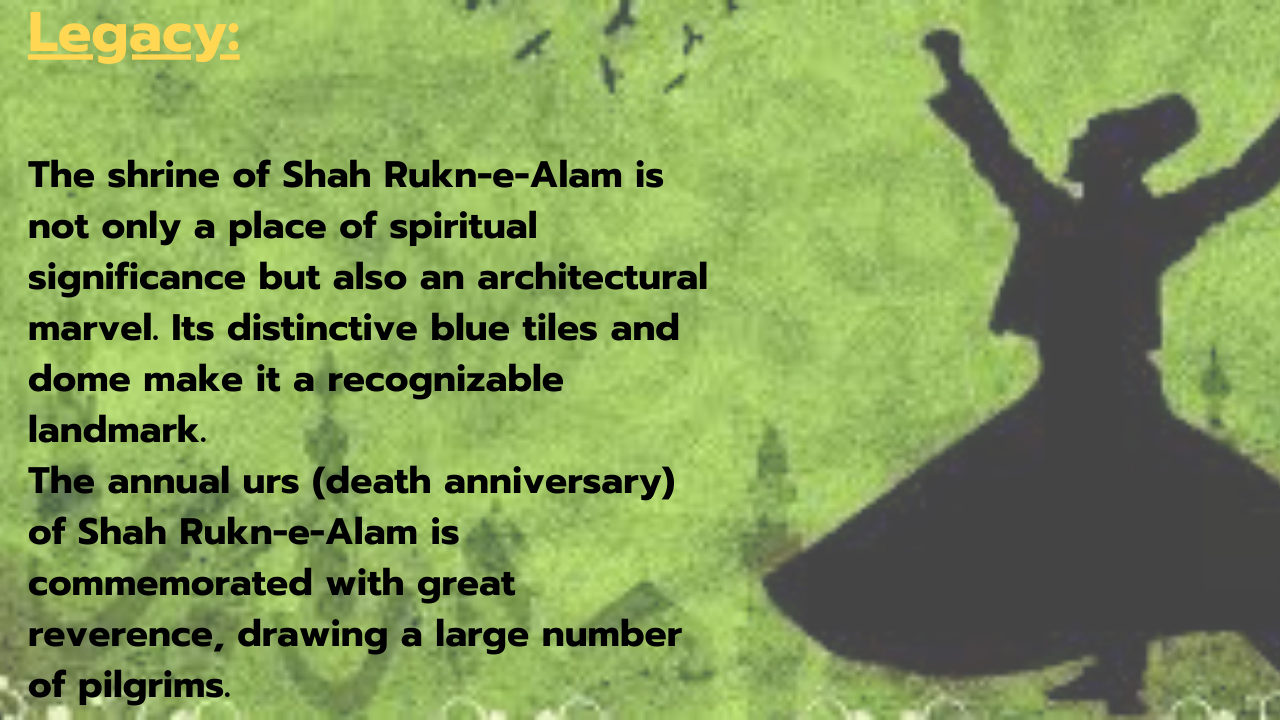 Legacy:
The shrine of Shah Rukn-e-Alam is
not only a place of spiritual
significance but also an architectural
marvel. Its distinctive blue tiles and
dome make it a recognizable
landmark.
The annual urs (death anniversary)
of Shah Rukn-e-Alam is
commemorated with great
reverence, drawing a large number
of pilgrims.